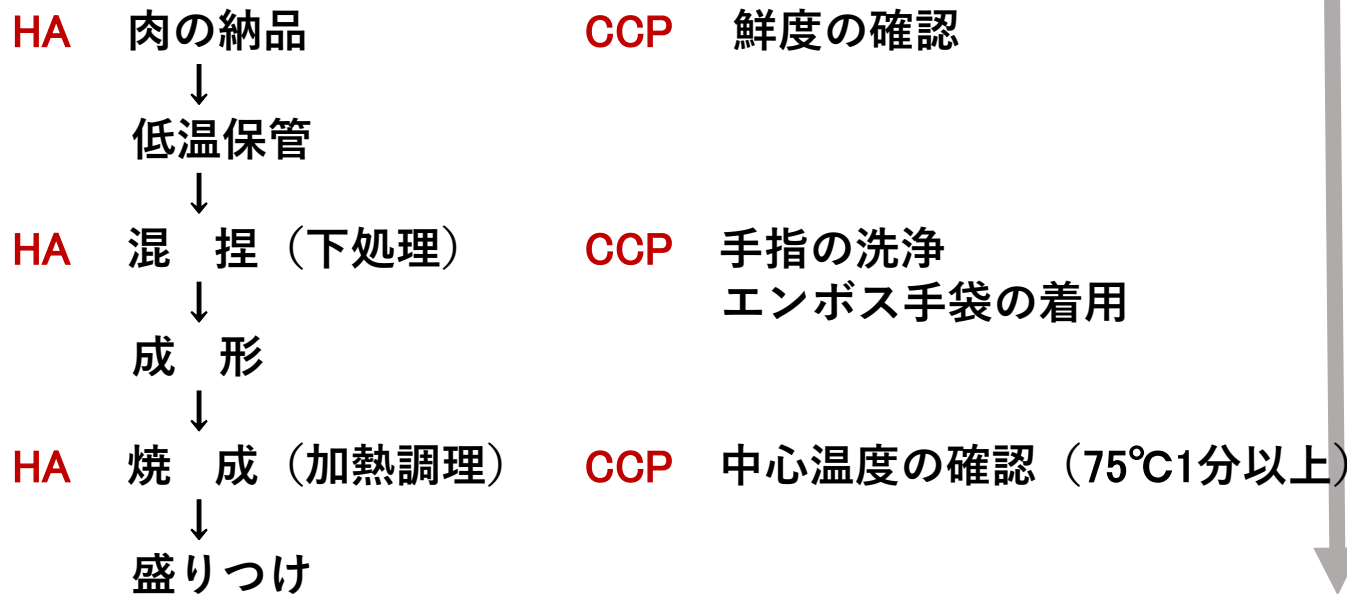 HA 肉の納品 CCP 鮮度の確認
↓
低温保管
↓
HA 混　捏（下処理） CCP 手指の洗浄
↓ エンボス手袋の着用
成　形
↓
HA 焼　成（加熱調理） CCP 中心温度の確認（75℃1分以上）
↓
盛りつけ